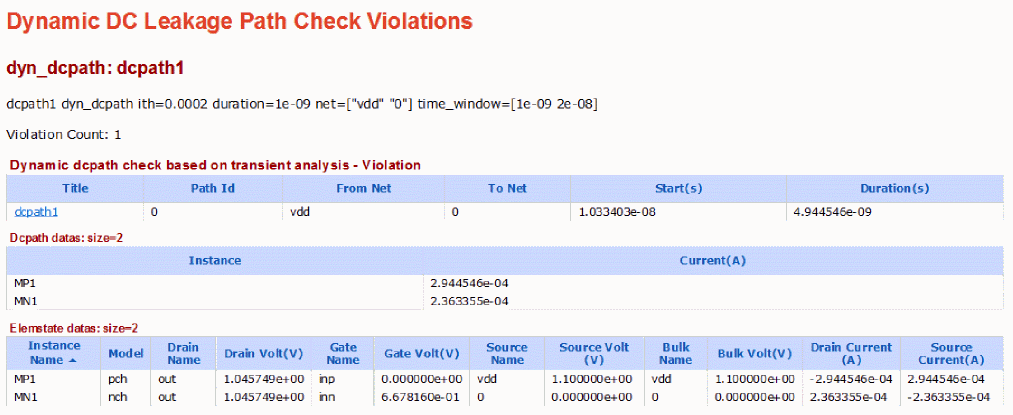 Dynamic DC Leakage Path Check Violations
dyn_dcpath: dcpath1
dcpath1 dyn_dcpath ith=0.0002 duration=1e-09 net=["vdd" "0"] time_window=[1e-09 2e-08]
Violation Count: 1
Dynamic dcpath check based on transient analysis - Violation
Title Path Id From Net To Net Start(s) Duration(s)
dcpath1 0 vdd 0 1.033403e-08 4.944546e-09
Dcpath datas: size=2
Instance Current(A)
MP1 2.944546e-04
MN1 2.363355e-04
Elemstate datas: size=2
Instance Name Model Drain Name Drain Volt(V) Gate Name Gate Volt(V) Source Name Source Volt (V) Bulk Name Bulk Volt(V) Drain Current (A) Source Current(A)
MP1 pch out 1.045749e+00 inp 0.000000e+00 vdd 1.100000e+00 vdd 1.100000e+00 -2.944546e-04 2.944546e-04
MN1 nch out 1.045749e+00 inn 6.678160e-01 0 0.000000e+00 0 0.000000e+00 2.363355e-04 -2.363355e-04